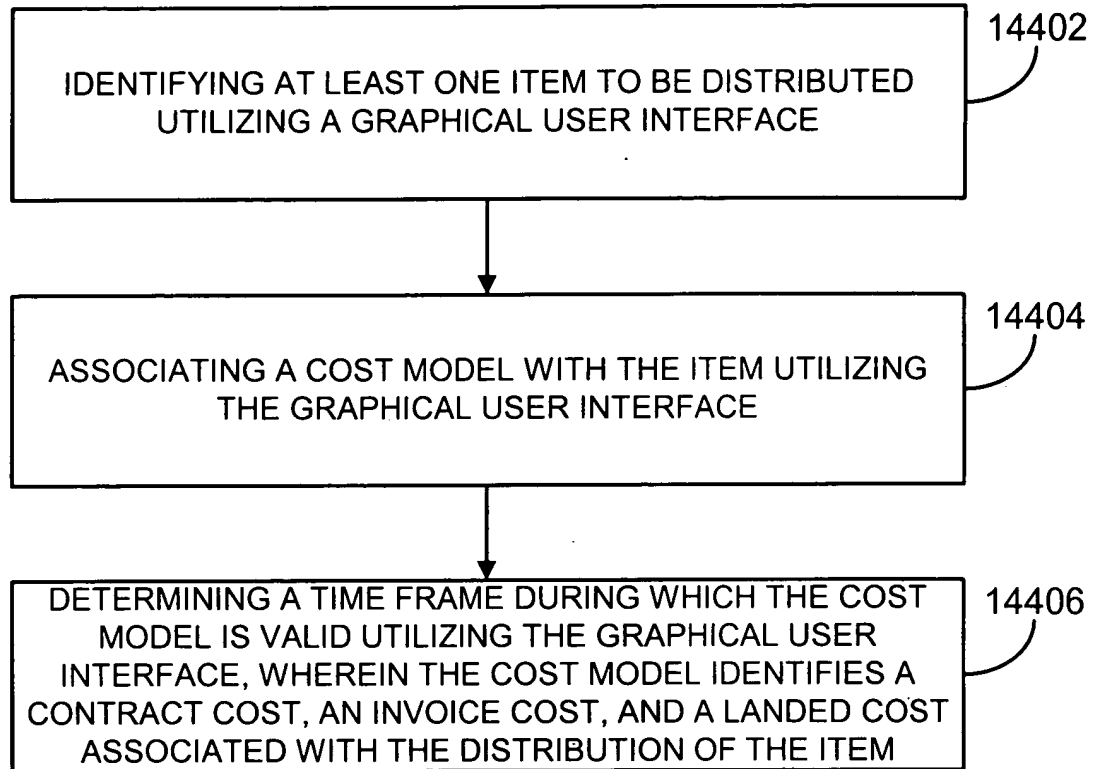 14402
IDENTIFYING AT LEAST ONE ITEM TO BE DISTRIBUTED
UTILIZING A GRAPHICAL USER INTERFACE
14404
ASSOCIATING A COST MODEL WITH THE ITEM UTILIZING
THE GRAPHICAL USER INTERFACE
14406
DETERMINING A TIME FRAME DURING WHICH THE COST
MODEL IS VALID UTILIZING THE GRAPHICAL USER
INTERFACE, WHEREIN THE COST MODEL IDENTIFIES A
CONTRACT COST, AN INVOICE COST, AND A LANDED COST
ASSOCIATED WITH THE DISTRIBUTION OF THE ITEM